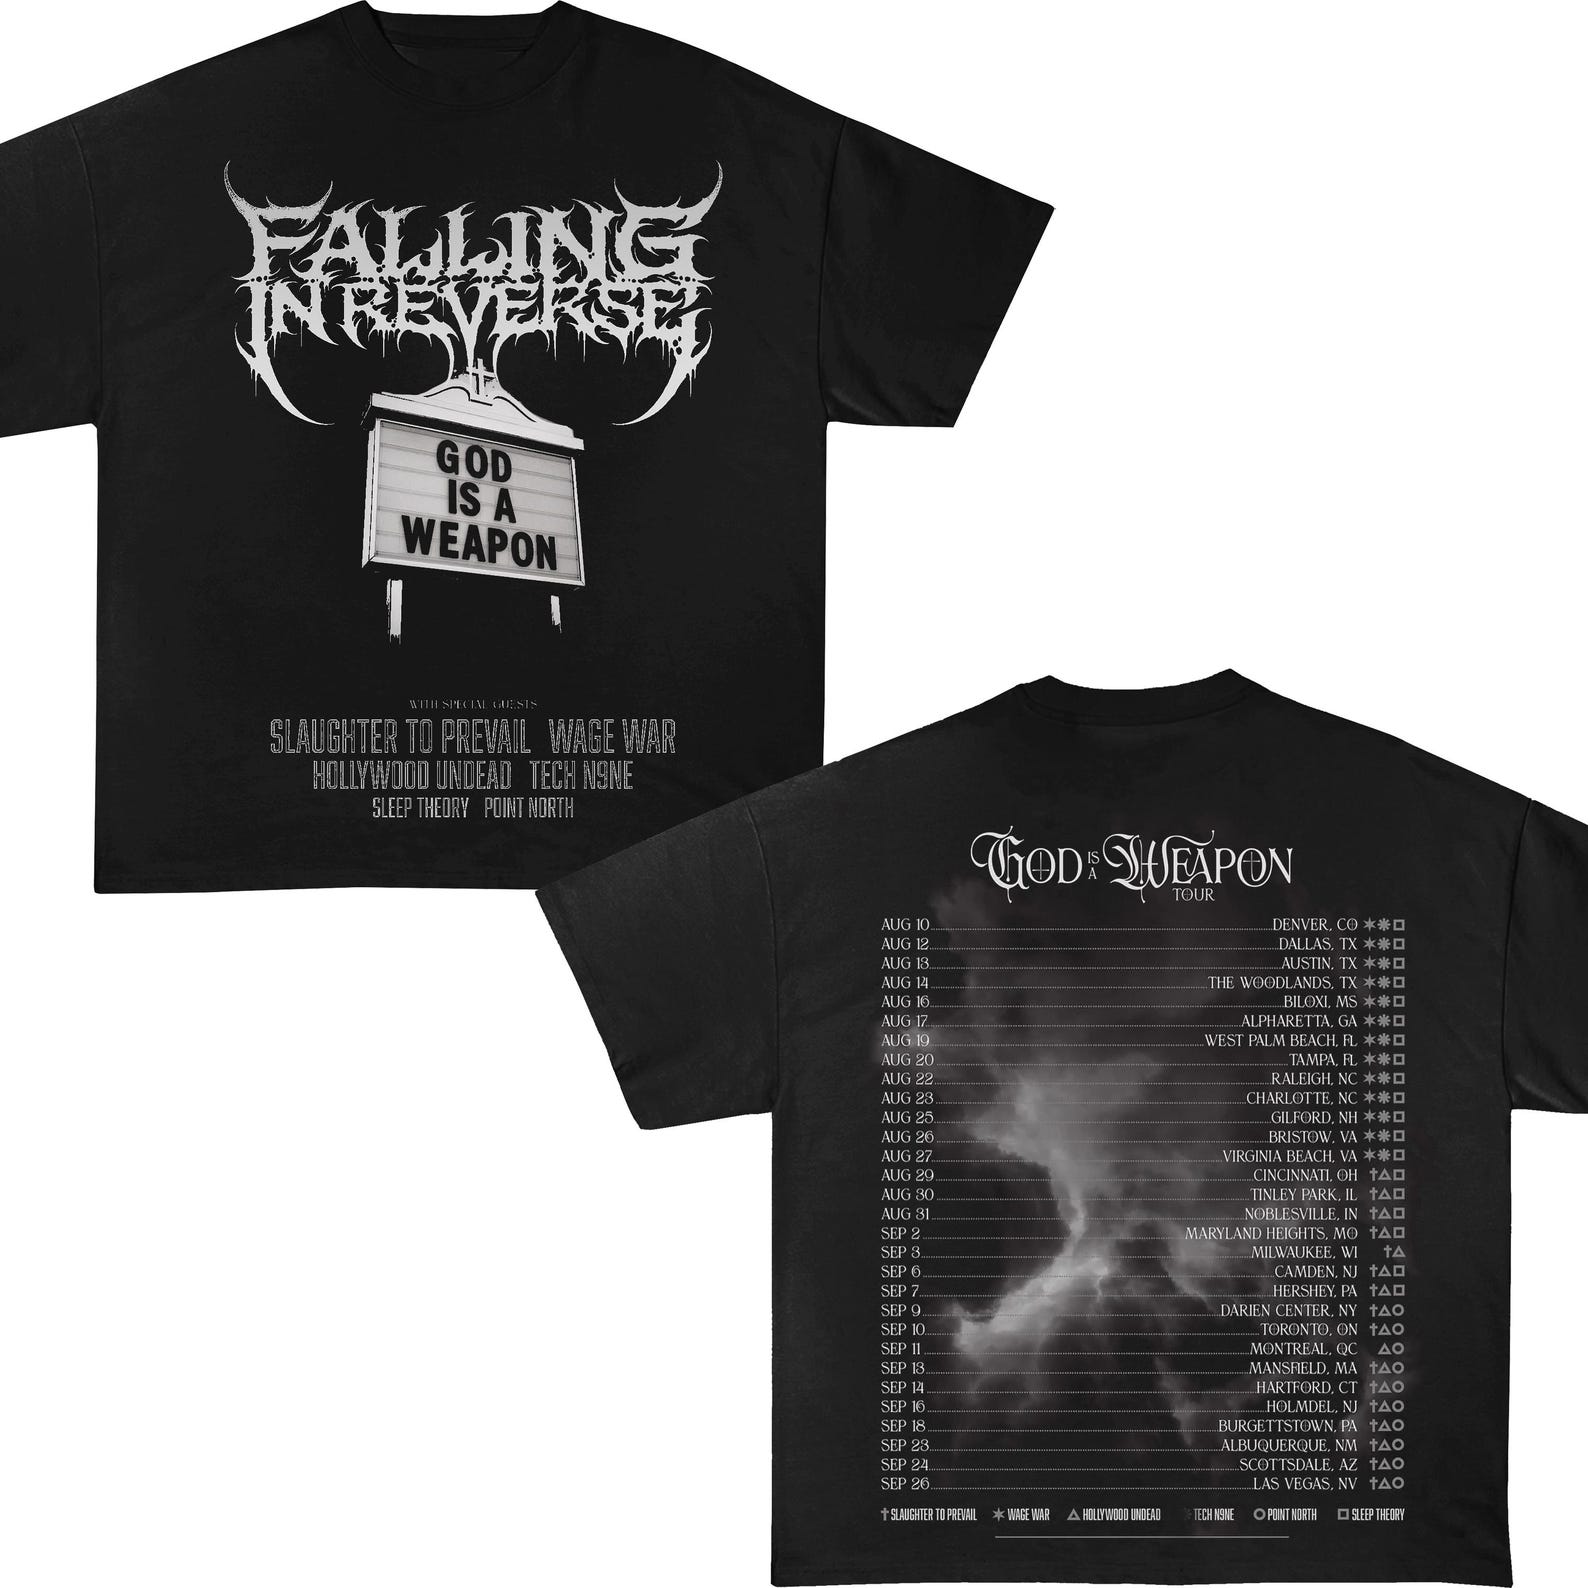 FALLING
IN REVERSE
GOD
IS A
WEAPON
WITH SPECIAL GUESTS
SLAUGHTER TO PREVAIL WAGE WAR
HOLLYWOOD UNDEAD TECH N9NE
SLEEP THEORY POINT NORTH
GOD IS A WEAPON
TOUR
AUG 10 DENVER, CO
AUG 12 DALLAS, TX
AUG 13 AUSTIN, TX
AUG 14 THE WOODLANDS, TX
AUG 16 BILOXI, MS
AUG 17 ALPHARETTA, GA
AUG 19 WEST PALM BEACH, FL
AUG 20 TAMPA, FL
AUG 22 RALEIGH, NC
AUG 23 CHARLOTTE, NC
AUG 25 GILFORD, NH
AUG 26 BRISTOW, VA
AUG 27 VIRGINIA BEACH, VA
AUG 29 CINCINNATI, OH
AUG 30 TINLEY PARK, IL
AUG 31 NOBLESVILLE, IN
SEP 2 MARYLAND HEIGHTS, MO
SEP 3 MILWAUKEE, WI
SEP 6 CAMDEN, NJ
SEP 7 HERSHEY, PA
SEP 9 DARIEN CENTER, NY
SEP 10 TORONTO, ON
SEP 11 MONTREAL, QC
SEP 13 MANSFIELD, MA
SEP 14 HARTFORD, CT
SEP 16 HOLMDEL, NJ
SEP 18 BURGETTSTOWN, PA
SEP 23 ALBUQUERQUE, NM
SEP 24 SCOTTSDALE, AZ
SEP 26 LAS VEGAS, NV
SLAUGHTER TO PREVAIL WAGE WAR HOLLYWOOD UNDEAD TECH N9NE POINT NORTH SLEEP THEORY